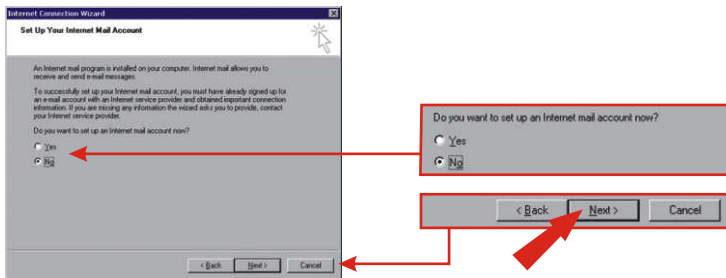 Internet Connection Wizard
Set Up Your Internet Mail Account
An Internet mail program is installed on your computer. Internet mail allows you to
receive and send e-mail messages.
To successfully set up your Internet mail account, you must have already signed up for
an e-mail account with an Internet service provider and obtained important connection
information. If you are missing any information the wizard asks you to provide, contact
your Internet service provider.
Do you want to set up an Internet mail account now?
Yes
No
< Back Next > Cancel
Do you want to set up an Internet mail account now?
Yes
No
< Back Next > Cancel